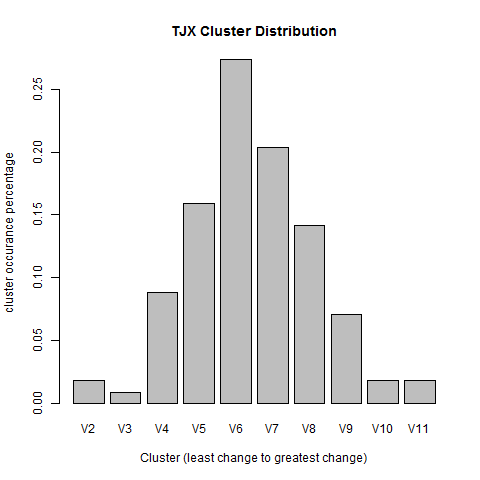 TJX Cluster Distribution
cluster occurance percentage
0.25
0.20
0.15
0.10
0.05
0.00
V2 V3 V4 V5 V6 V7 V8 V9 V10 V11
Cluster (least change to greatest change)